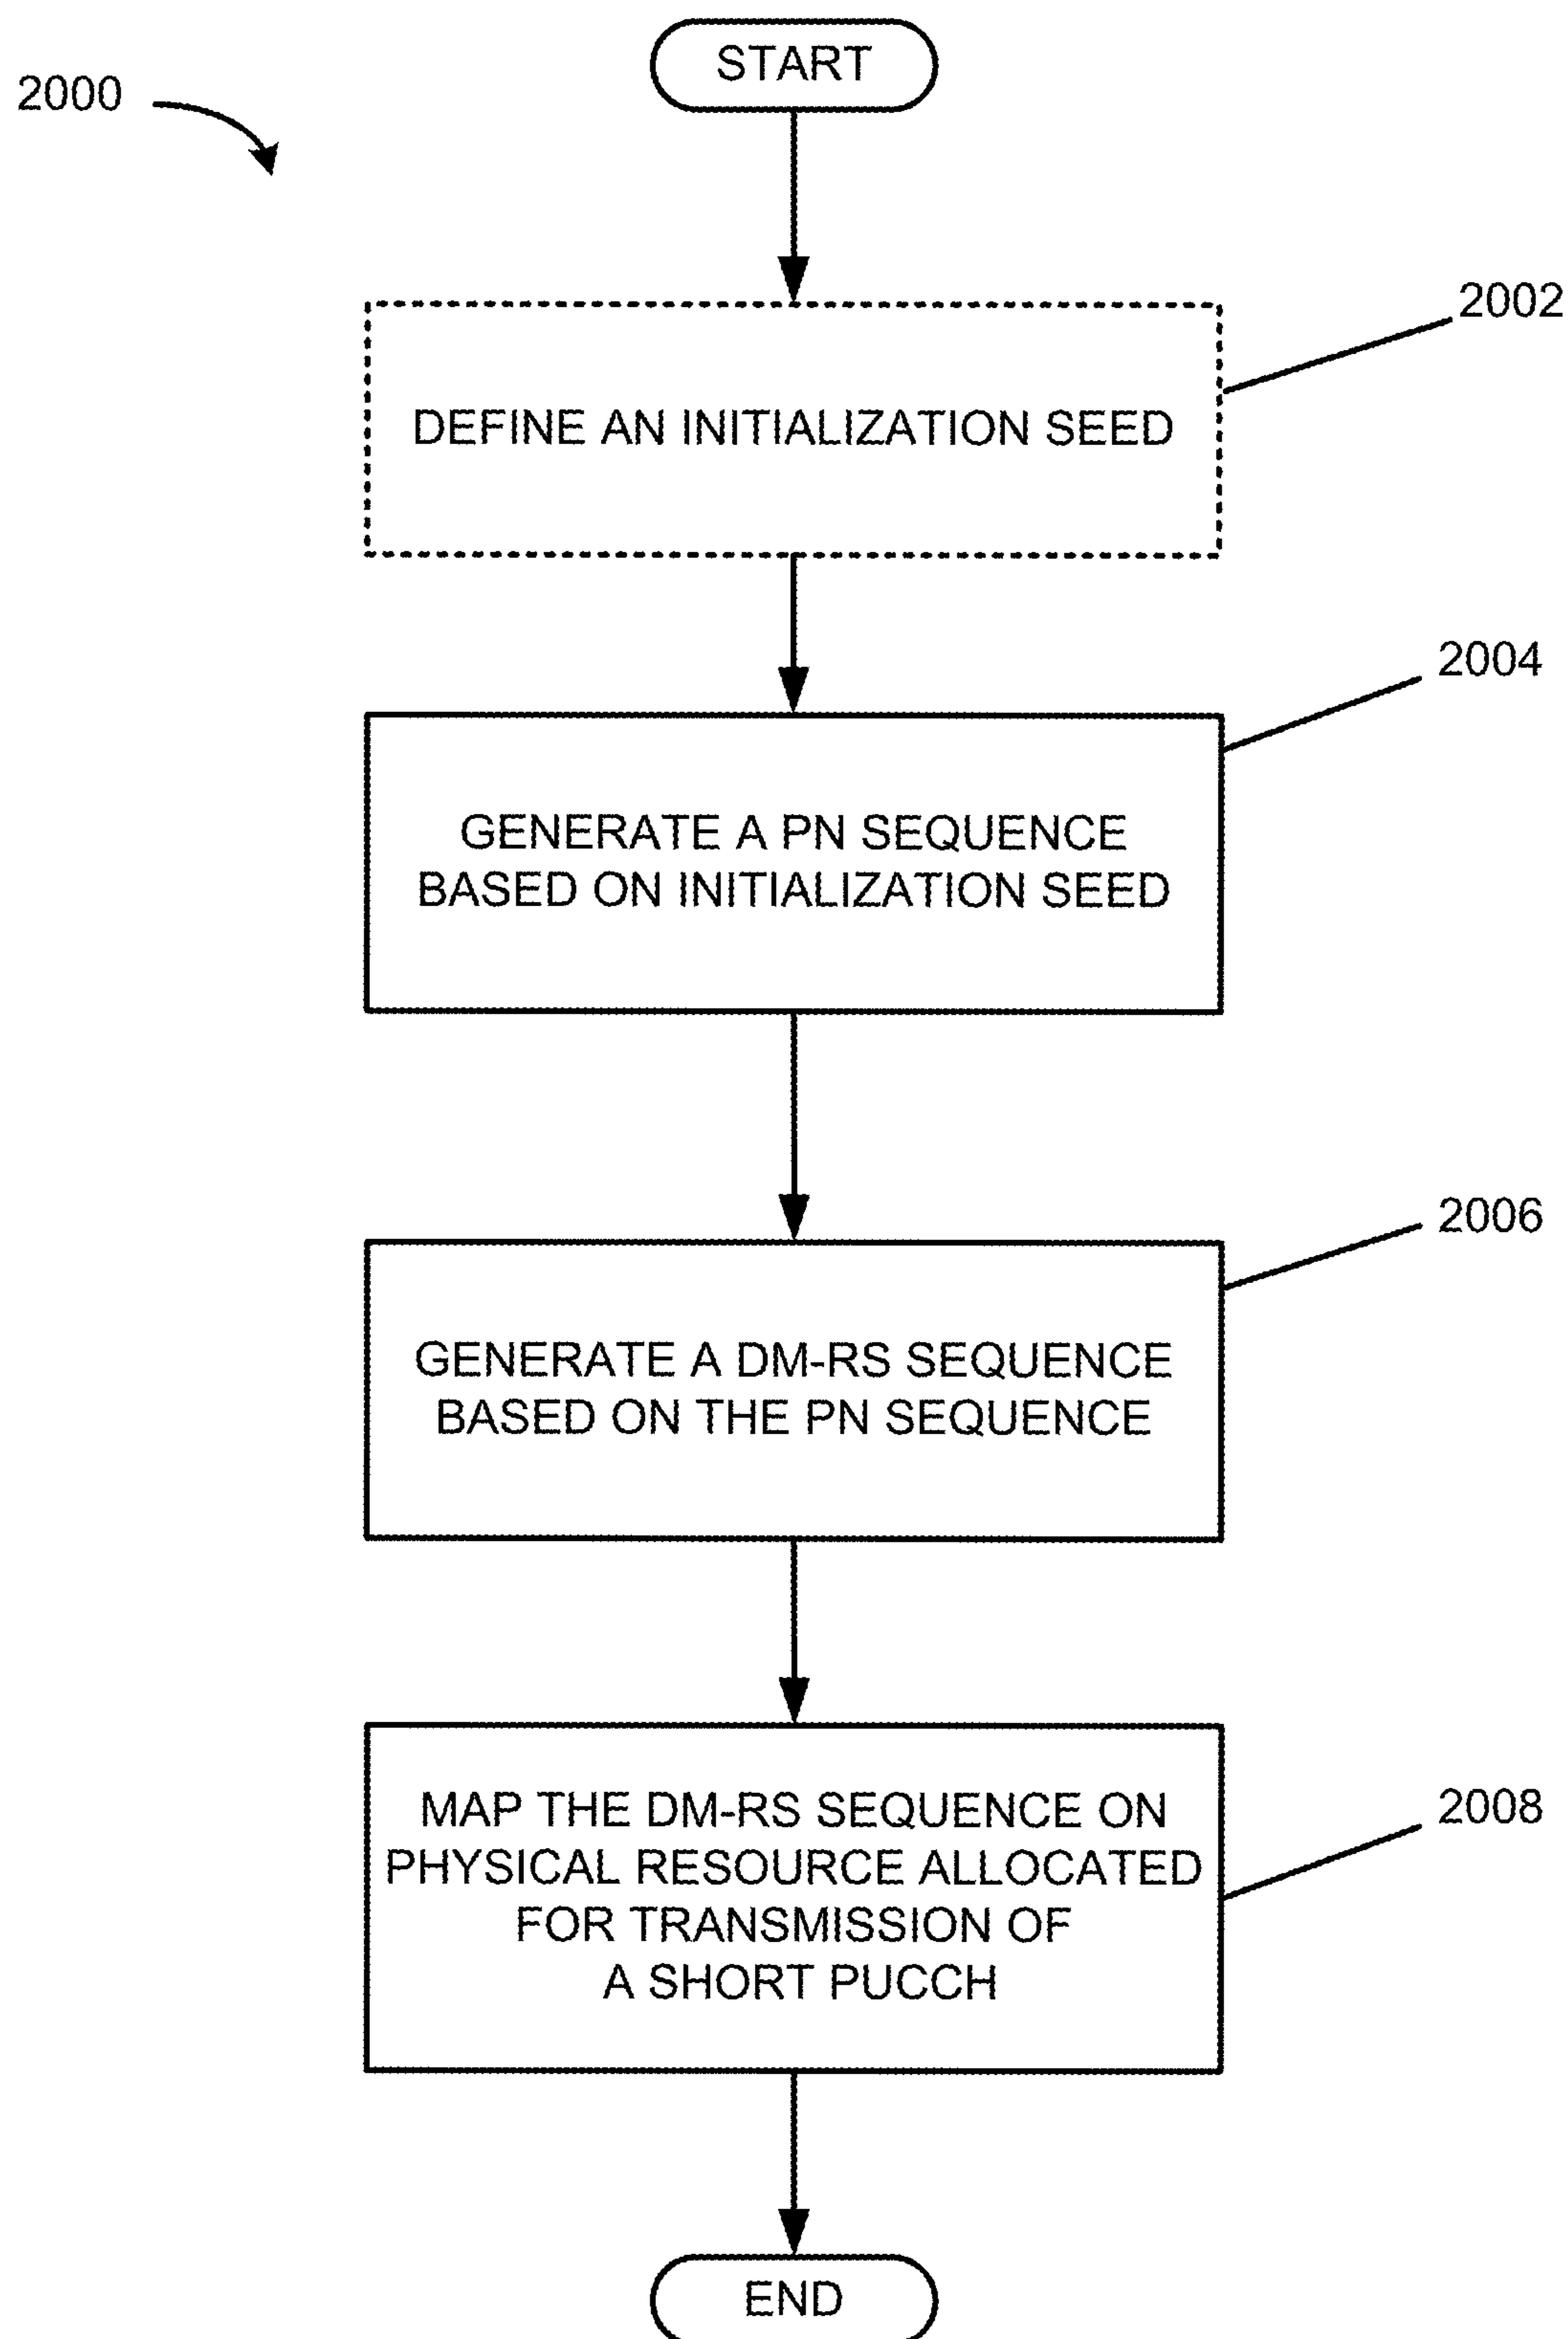 START
2000
2002
DEFINE AN INITIALIZATION SEED
2004
GENERATE A PN SEQUENCE
BASED ON INITIALIZATION SEED
2006
GENERATE A DM-RS SEQUENCE
BASED ON THE PN SEQUENCE
2008
MAP THE DM-RS SEQUENCE ON
PHYSICAL RESOURCE ALLOCATED
FOR TRANSMISSION OF
A SHORT PUCCH
END